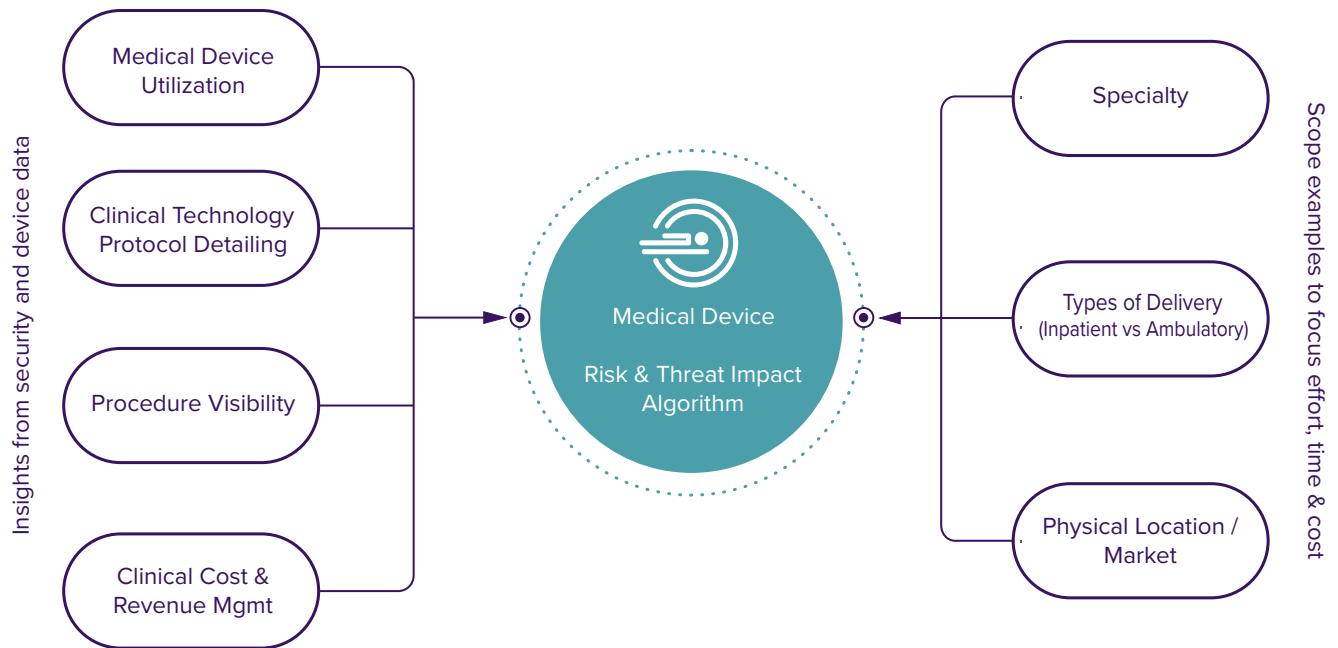 Insights from security and device data
Medical Device
Utilization
Clinical Technology
Protocol Detailing
Procedure Visibility
Clinical Cost &
Revenue Mgmt
Medical Device
Risk & Threat Impact
Algorithm
Specialty
Types of Delivery
(Inpatient vs Ambulatory)
Physical Location /
Market
Scope examples to focus effort, time & cost